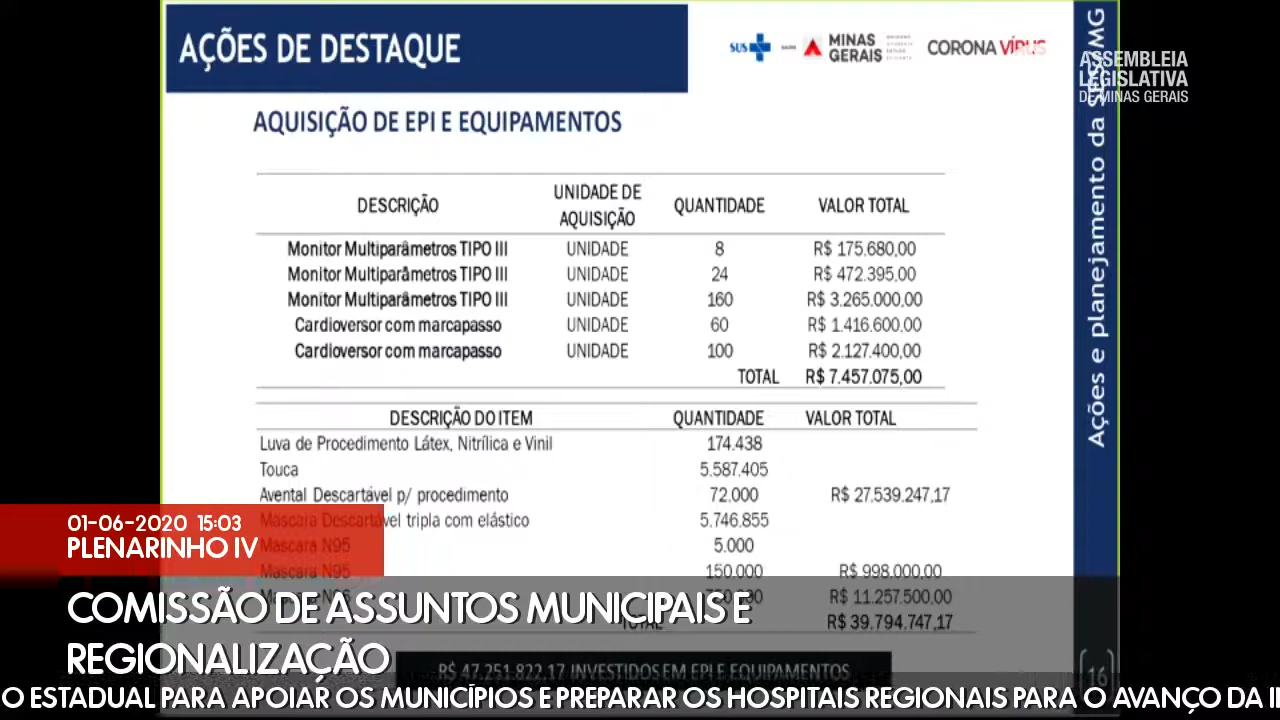 AÇÕES DE DESTAQUE
SUS
MINAS GERAIS
CORONA VÍRUS
ASSEMBLEIA
LEGISLATIVA
DE MINAS GERAIS
Ações e planejamento da SES-MG
AQUISIÇÃO DE EPI E EQUIPAMENTOS
DESCRIÇÃO UNIDADE DE AQUISIÇÃO QUANTIDADE VALOR TOTAL
Monitor Multiparâmetros TIPO III UNIDADE 8 R$ 175.680,00
Monitor Multiparâmetros TIPO III UNIDADE 24 R$ 472.395,00
Monitor Multiparâmetros TIPO III UNIDADE 160 R$ 3.265.000,00
Cardioversor com marcapasso UNIDADE 60 R$ 1.416.600,00
Cardioversor com marcapasso UNIDADE 100 R$ 2.127.400,00
TOTAL R$ 7.457.075,00
DESCRIÇÃO DO ITEM QUANTIDADE VALOR TOTAL
Luva de Procedimento Látex, Nitrílica e Vinil 174.438
Touca 5.587.405
Avental Descartável p/ procedimento 72.000 R$ 27.539.247,17
Máscara Descartável tripla com elástico 5.746.855
Mascara N95 5.000
Mascara N95 150.000 R$ 998.000,00
R$ 11.257.500,00
TOTAL R$ 39.794.747,17
R$ 47.251.822,17 INVESTIDOS EM EPI E EQUIPAMENTOS
16
01-06-2020 15:03
PLENARINHO IV
COMISSÃO DE ASSUNTOS MUNICIPAIS E
REGIONALIZAÇÃO
O ESTADUAL PARA APOIAR OS MUNICÍPIOS E PREPARAR OS HOSPITAIS REGIONAIS PARA O AVANÇO DA